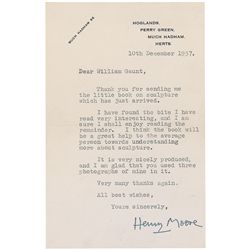 MUCH HADHAM 66
HOGLANDS,
PERRY GREEN,
MUCH HADHAM,
HERTS.
10th December 1957.
Dear William Gaunt,
Thank you for sending me
the little book on sculpture
which has just arrived.
I have found the bits I have
read very interesting, and I am
sure I shall enjoy reading the
remainder. I think the book will
be a great help to the average
person towards understanding
more about sculpture.
It is very nicely produced,
and I am glad that you used three
photographs of mine in it.
Very many thanks again.
All best wishes,
Yours sincerely,
Henry Moore